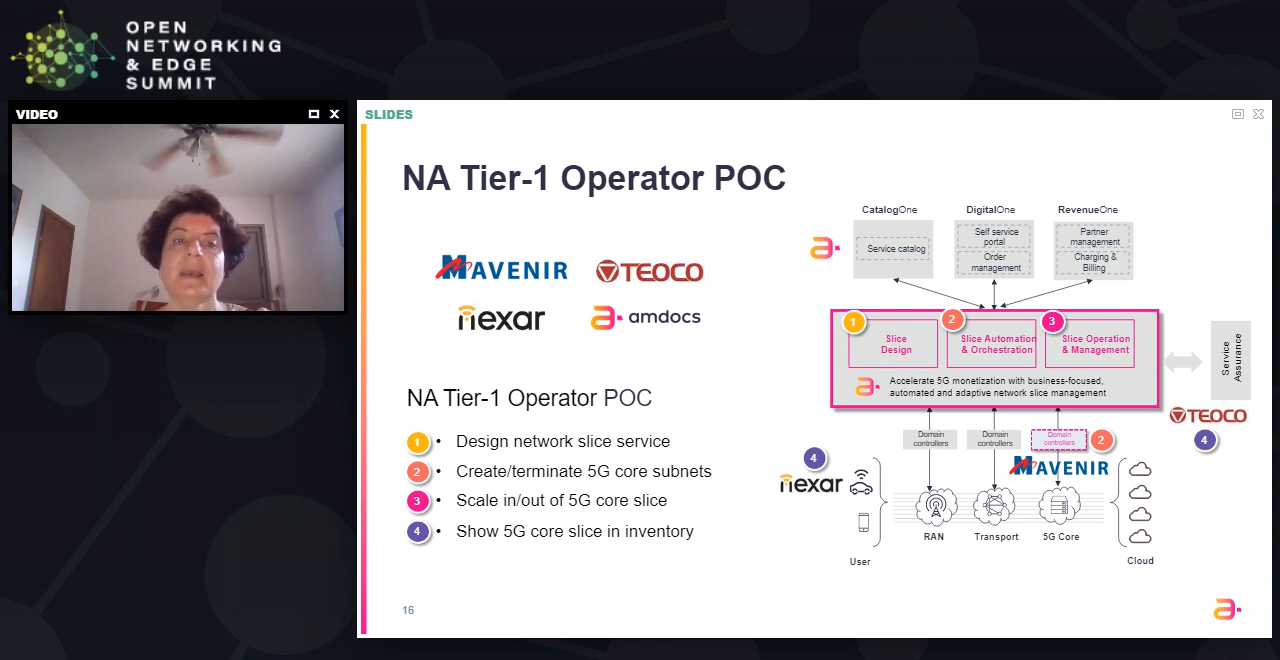 OPEN
NETWORKING
& EDGE
SUMMIT
VIDEO
SLIDES
NA Tier-1 Operator POC
MAVENIR
TEOCO
nexar
amdocs
NA Tier-1 Operator POC
1 • Design network slice service
2 • Create/terminate 5G core subnets
3 • Scale in/out of 5G core slice
4 • Show 5G core slice in inventory
16
CatalogOne
DigitalOne
RevenueOne
a
Service catalog
Self service
portal
Order
management
Partner
management
Charging &
Billing
1
Slice
Design
2
Slice Automation
& Orchestration
3
Slice Operation
& Management
a
Accelerate 5G monetization with business-focused,
automated and adaptive network slice management
Service
Assurance
TEOCO
4
Domain
controllers
Domain
controllers
Domain
controllers
2
MAVENIR
4
nexar
RAN
Transport
5G Core
User
Cloud
a